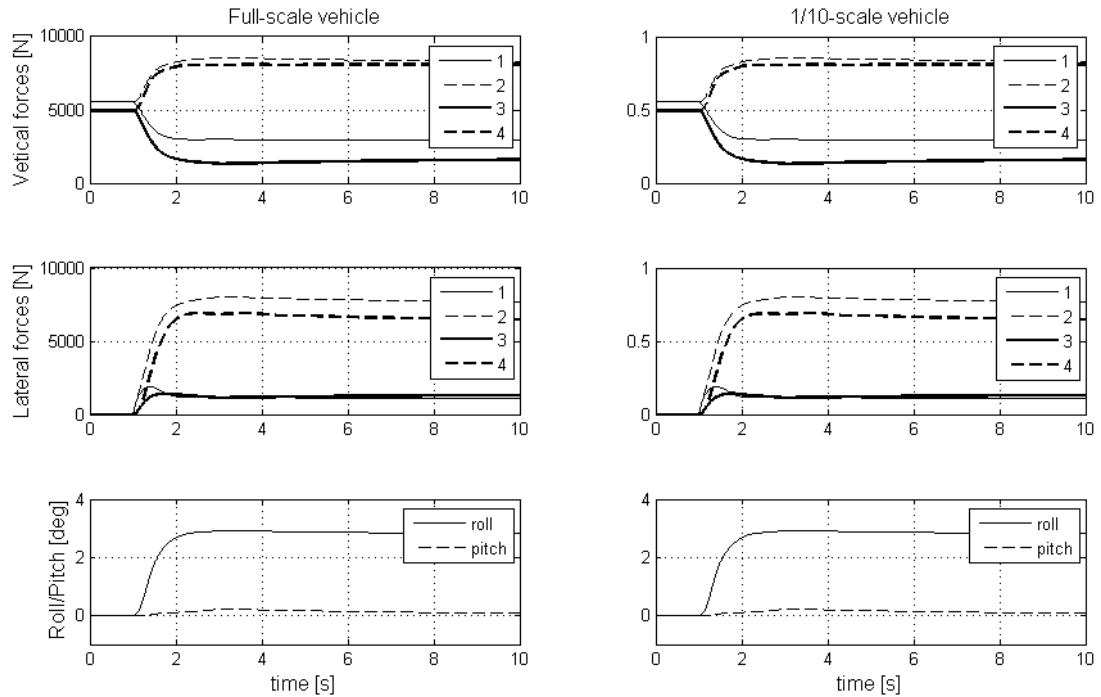 Full-scale vehicle
1/10-scale vehicle
Vetical forces [N]
10000
5000
0
0 2 4 6 8 10
1
2
3
4
1
0.5
0
0 2 4 6 8 10
1
2
3
4
Lateral forces [N]
10000
5000
0
0 2 4 6 8 10
1
2
3
4
1
0.5
0
0 2 4 6 8 10
1
2
3
4
Roll/Pitch [deg]
4
2
0
0 2 4 6 8 10
roll
pitch
time [s]
4
2
0
0 2 4 6 8 10
roll
pitch
time [s]